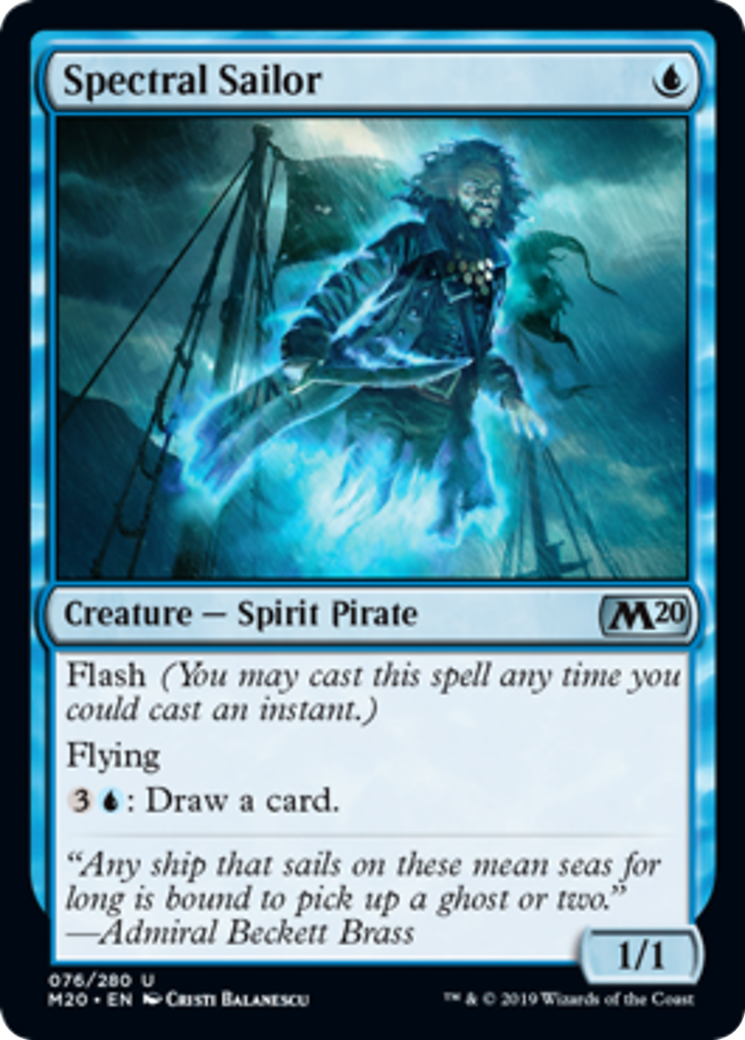 Spectral Sailor
Creature — Spirit Pirate
M20
Flash (You may cast this spell any time you
could cast an instant.)
Flying
3 : Draw a card.
“Any ship that sails on these mean seas for
long is bound to pick up a ghost or two.”
—Admiral Beckett Brass
1/1
076/280 U
M20 • EN Cristi Balanescu
™ & © 2019 Wizards of the Coast